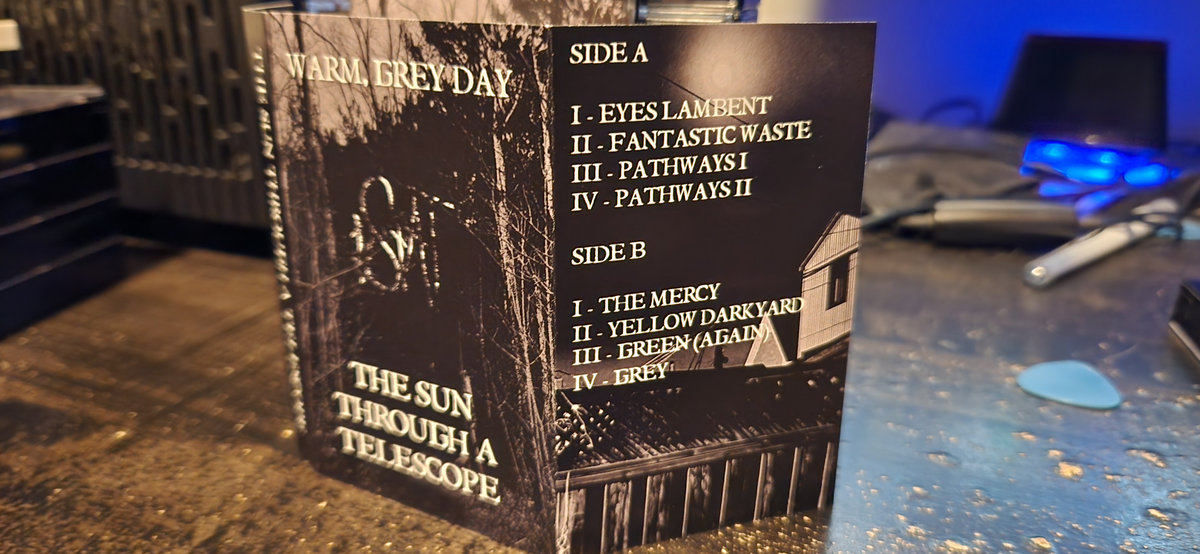 WARM, GREY DAY
THE SUN
THROUGH A
TELESCOPE
SIDE A
I - EYES LAMBENT
II - FANTASTIC WASTE
III - PATHWAYS I
IV - PATHWAYS II
SIDE B
I - THE MERCY
II - YELLOW DARKYARD
III - GREEN (AGAIN)
IV - GREY